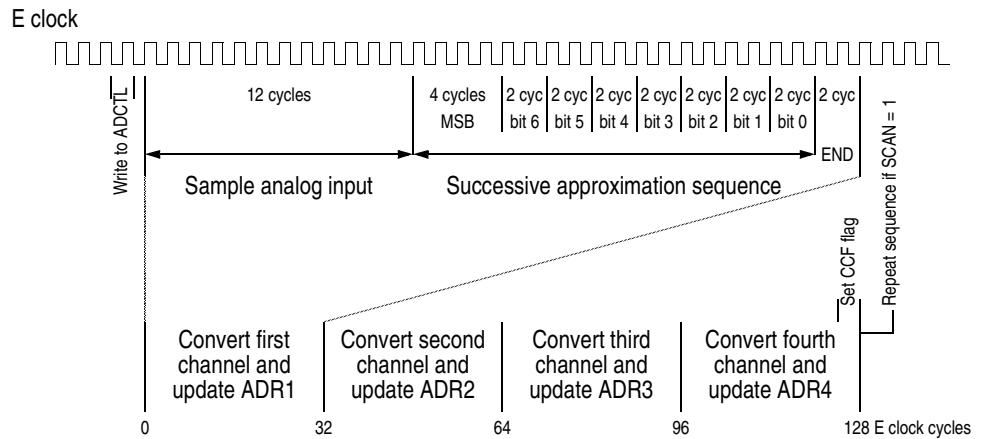 E clock
12 cycles
4 cycles
MSB
2 cyc
bit 6
2 cyc
bit 5
2 cyc
bit 4
2 cyc
bit 3
2 cyc
bit 2
2 cyc
bit 1
2 cyc
bit 0
2 cyc
END
Write to ADCTL
Sample analog input
Successive approximation sequence
Set CCF flag
Repeat sequence if SCAN = 1
Convert first
channel and
update ADR1
Convert second
channel and
update ADR2
Convert third
channel and
update ADR3
Convert fourth
channel and
update ADR4
0
32
64
96
128 E clock cycles